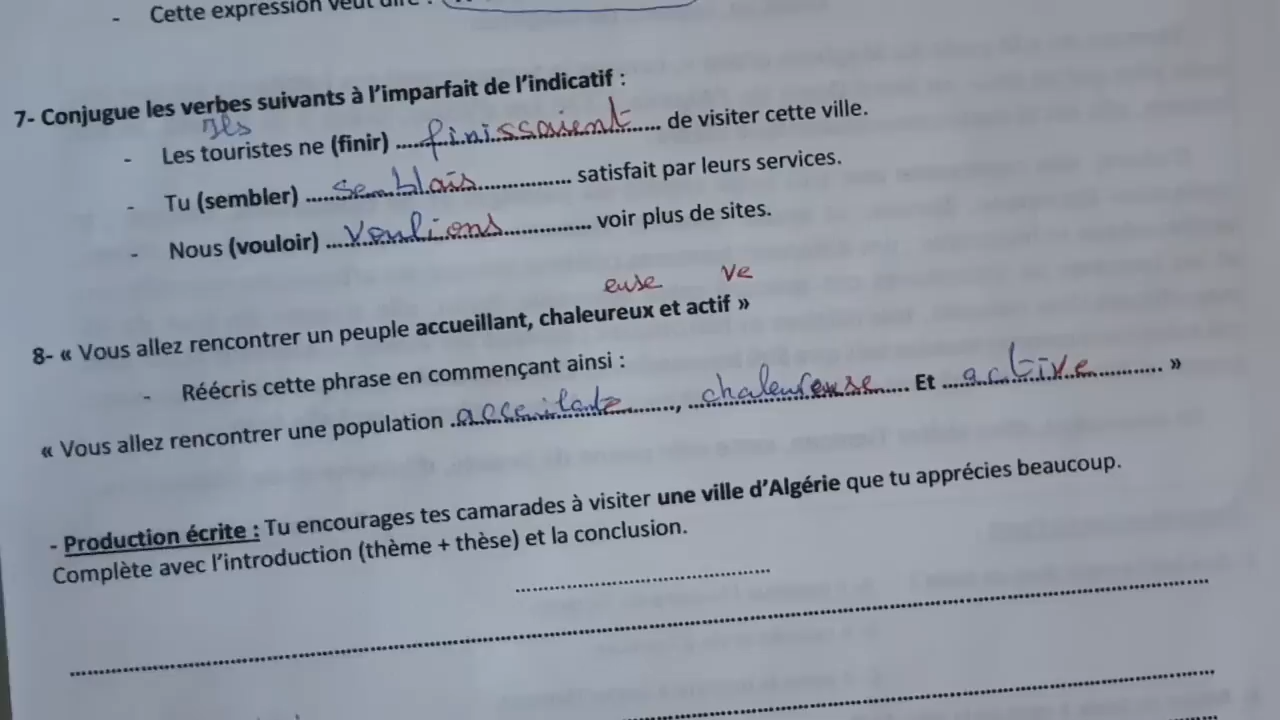 - Cette expression veut dire :
7- Conjugue les verbes suivants à l'imparfait de l'indicatif :
Ils
- Les touristes ne (finir) ....finissaient.... de visiter cette ville.
- Tu (sembler) ....semblais............ satisfait par leurs services.
- Nous (vouloir) ...voulions............ voir plus de sites.
euse ve
8- « Vous allez rencontrer un peuple accueillant, chaleureux et actif »
- Réécris cette phrase en commençant ainsi :
« Vous allez rencontrer une population .............., ..chaleureuse.... Et ...active.......... »
- Production écrite : Tu encourages tes camarades à visiter une ville d'Algérie que tu apprécies beaucoup.
Complète avec l'introduction (thème + thèse) et la conclusion.